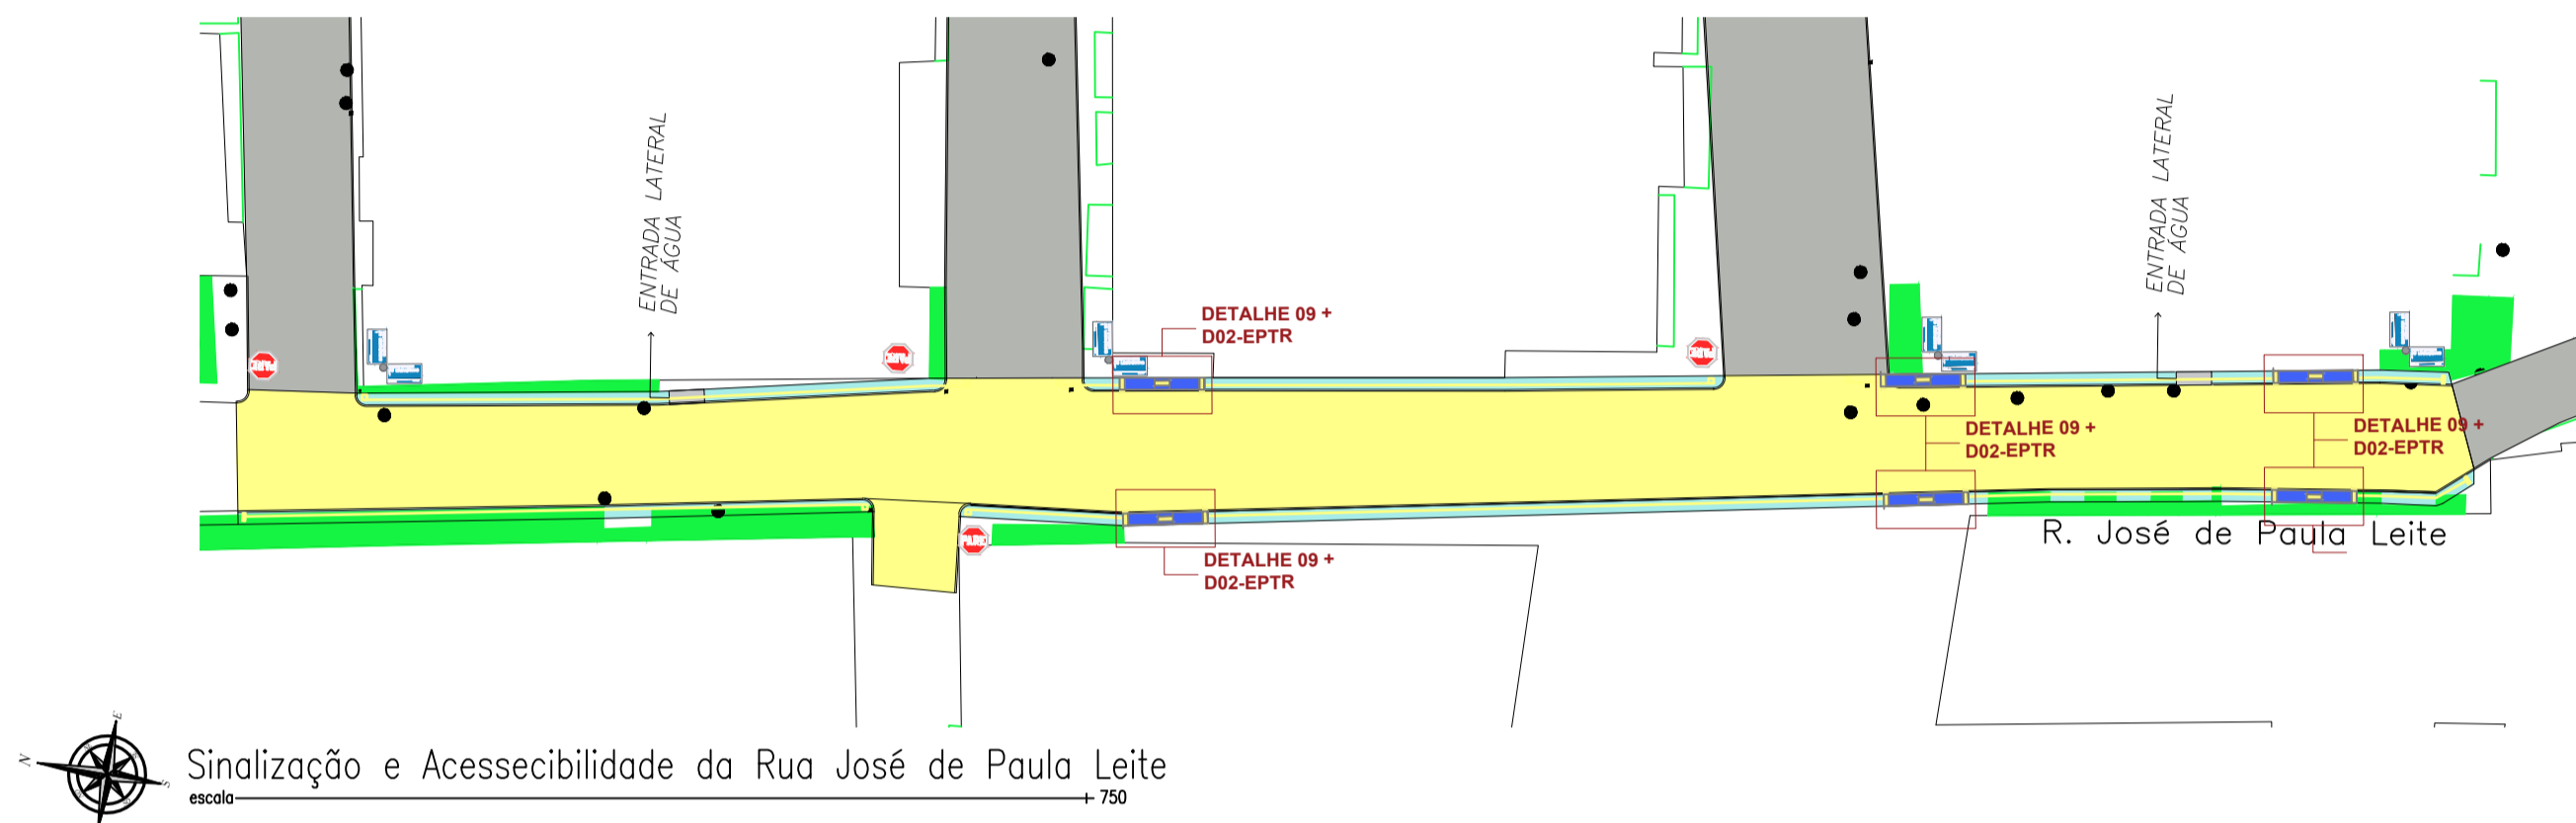 ENTRADA LATERAL
DE ÁGUA
ENTRADA LATERAL
DE ÁGUA
DETALHE 09 +
D02-EPTR
DETALHE 09 +
D02-EPTR
DETALHE 09 +
D02-EPTR
R. José de Paula Leite
DETALHE 09 +
D02-EPTR
E
N
S
Sinalização e Acessecibilidade da Rua José de Paula Leite
escala
750